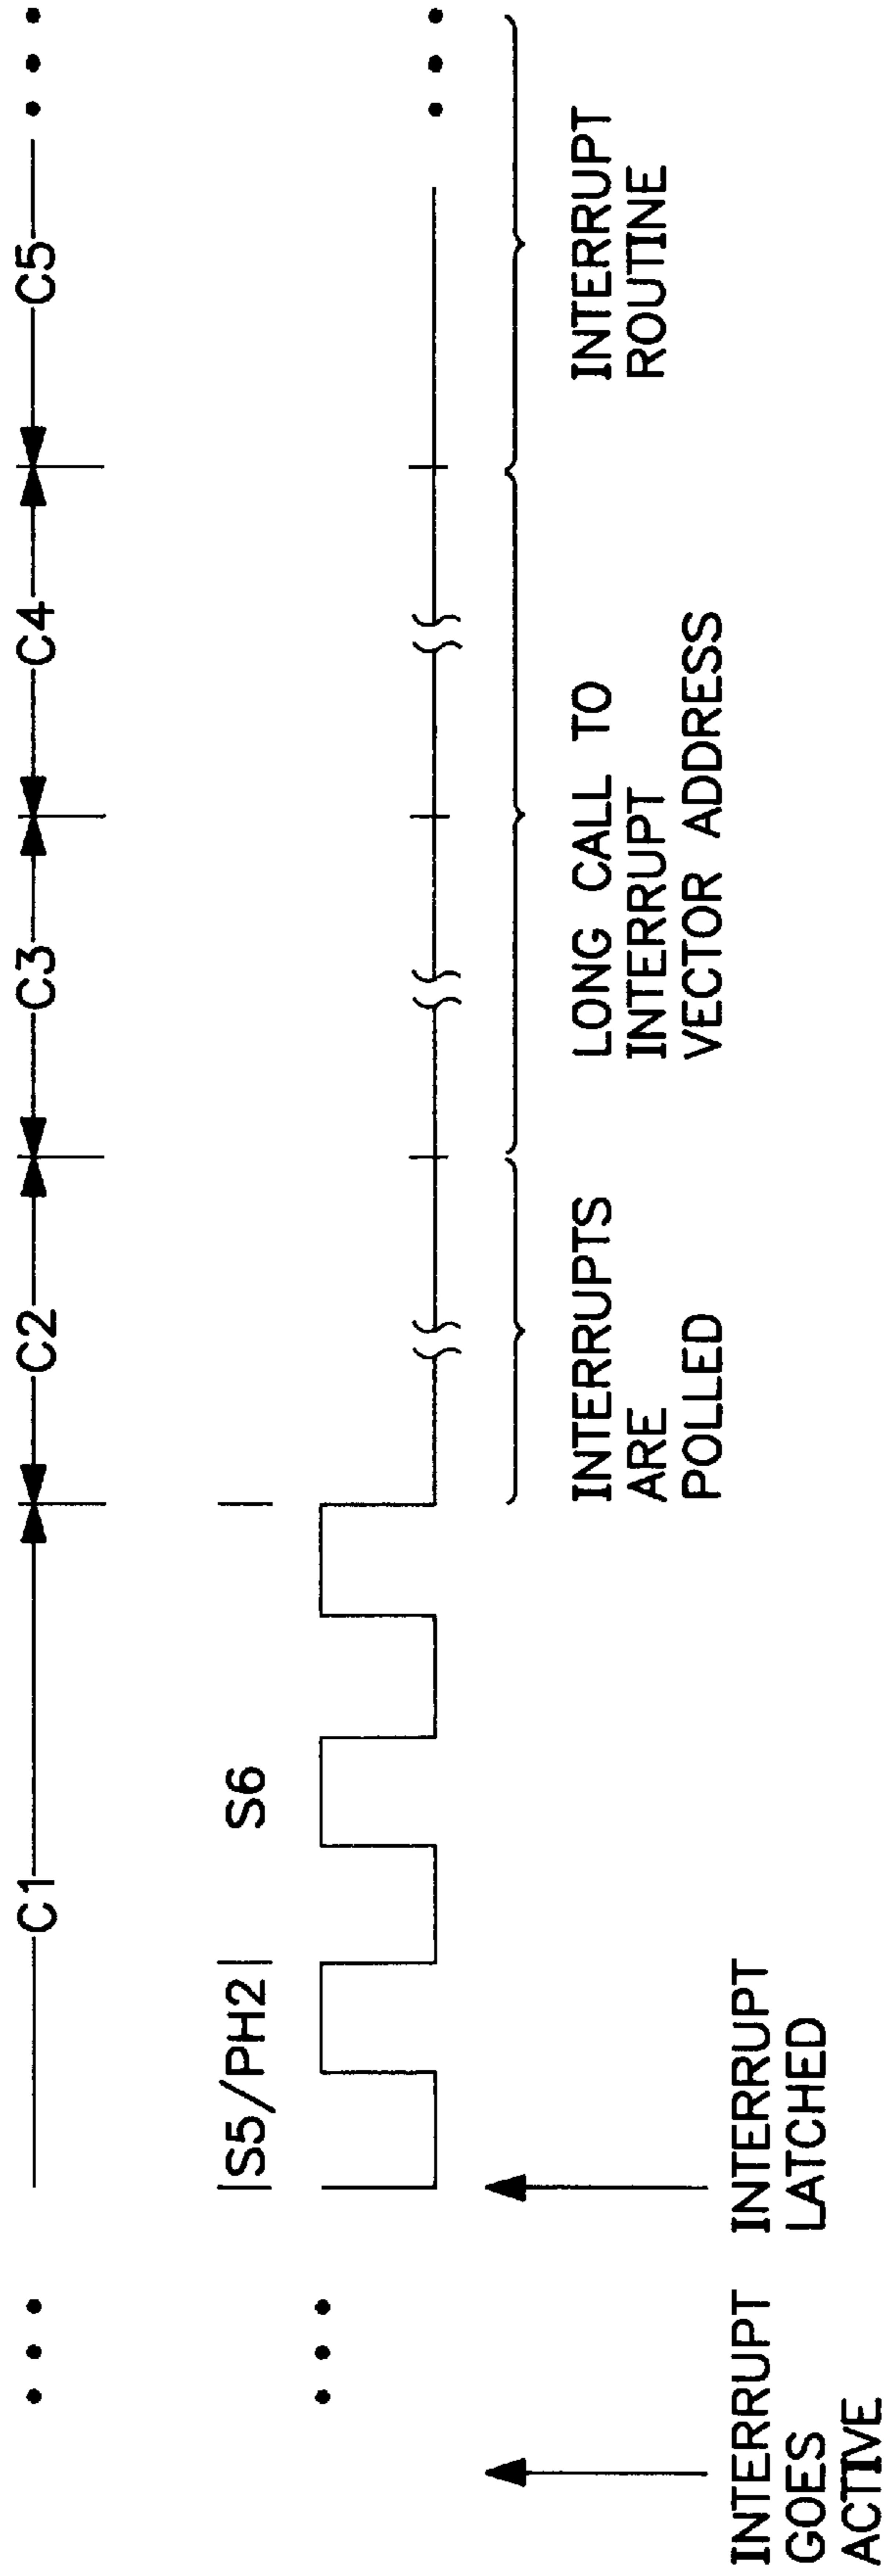 C1 C2 C3 C4 C5
|S5/PH2| S6
INTERRUPTS
ARE
POLLED
LONG CALL TO
INTERRUPT
VECTOR ADDRESS
INTERRUPT
ROUTINE
INTERRUPT
GOES
ACTIVE
INTERRUPT
LATCHED